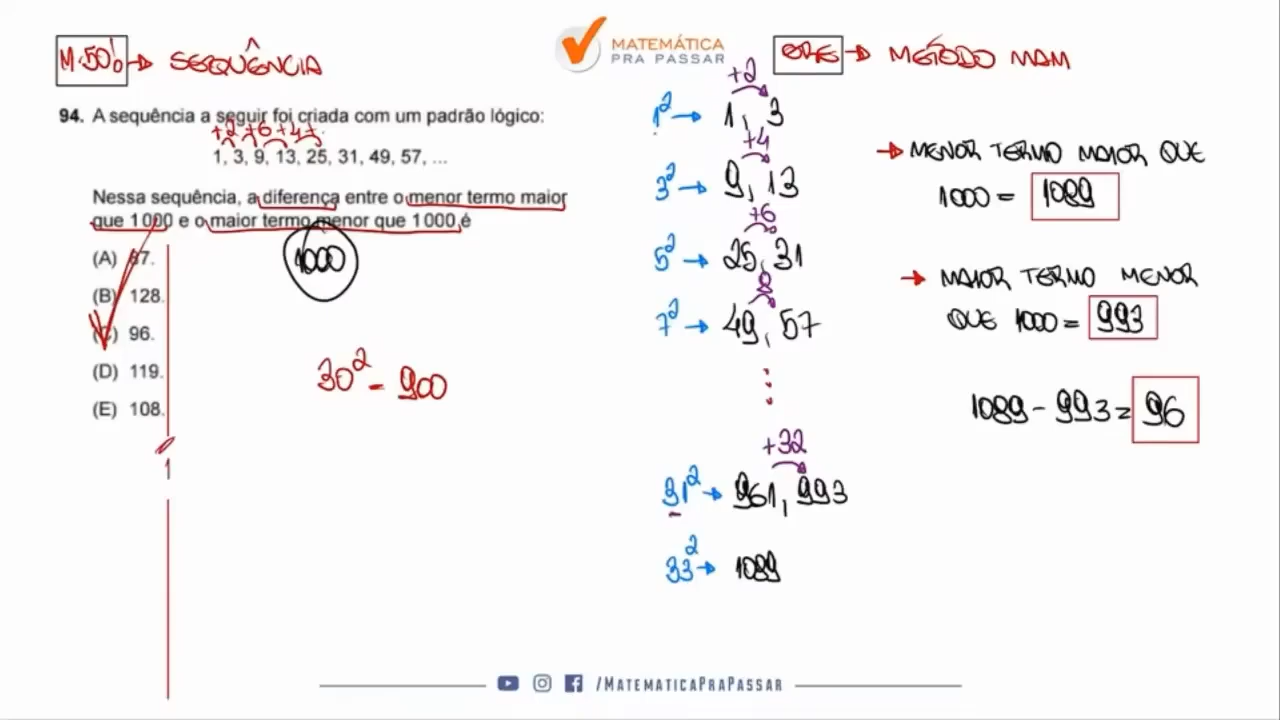 M·50! → SEQUÊNCIA
MATEMÁTICA
PRA PASSAR
→ MÉTODO MAM
94. A sequência a seguir foi criada com um padrão lógico:
+2 +6 +4
1, 3, 9, 13, 25, 31, 49, 57, ...
Nessa sequência, a diferença entre o menor termo maior
que 1000 e o maior termo menor que 1000 é
(A) 87.
(B) 128.
(C) 96.
(D) 119.
(E) 108.
1000
30² = 900
+2
1² → 1, 3
+4
3² → 9, 13
+6
5² → 25, 31
8
7² → 49, 57
+32
31² → 961, 993
33² → 1089
→ MENOR TERMO MAIOR QUE
1000 = 1089
→ MAIOR TERMO MENOR
QUE 1000 = 993
1089 - 993 = 96
/MATEMATICAPRAPASSAR